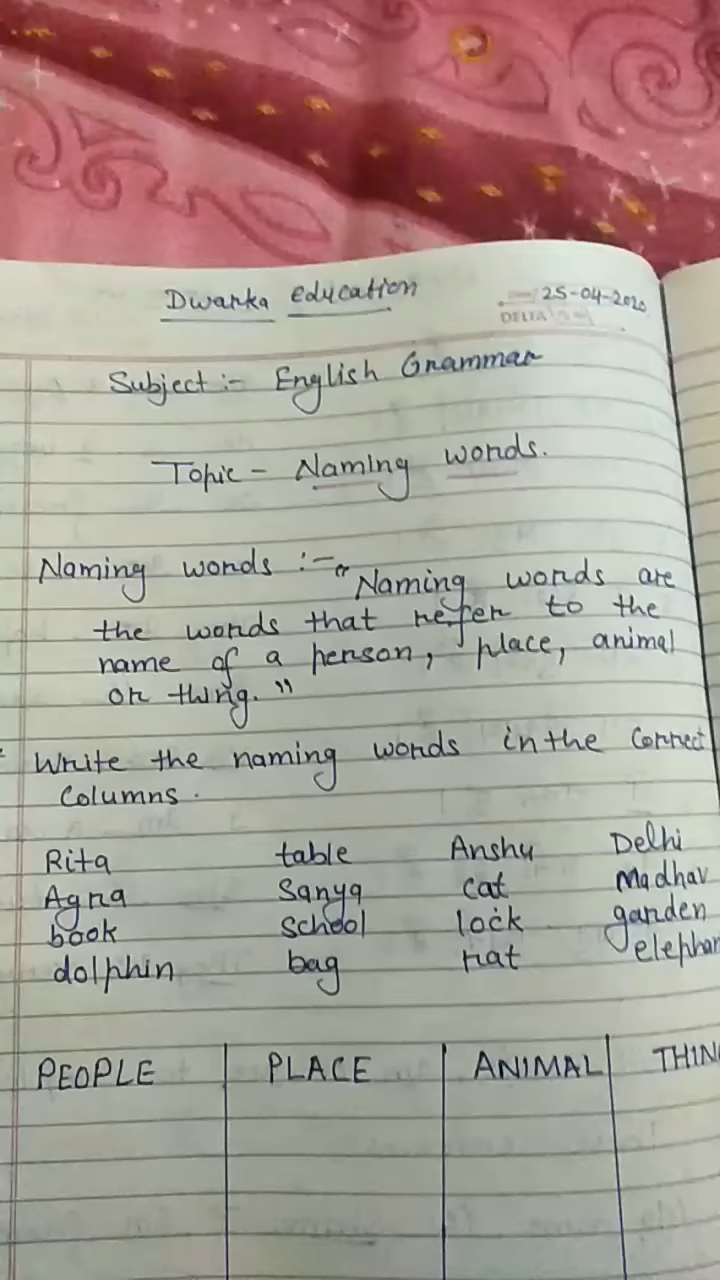 Dwarka education
25-04-2020
DELTA
Subject :- English Grammar
Topic - Naming words.
Naming words :- "Naming words are
the words that refer to the
name of a person, place, animal
or thing."
Write the naming words in the correct
columns.
Rita table Anshu Delhi
Agra Sanya cat Madhav
book school lock garden
dolphin bag rat elephan
PEOPLE PLACE ANIMAL THIN